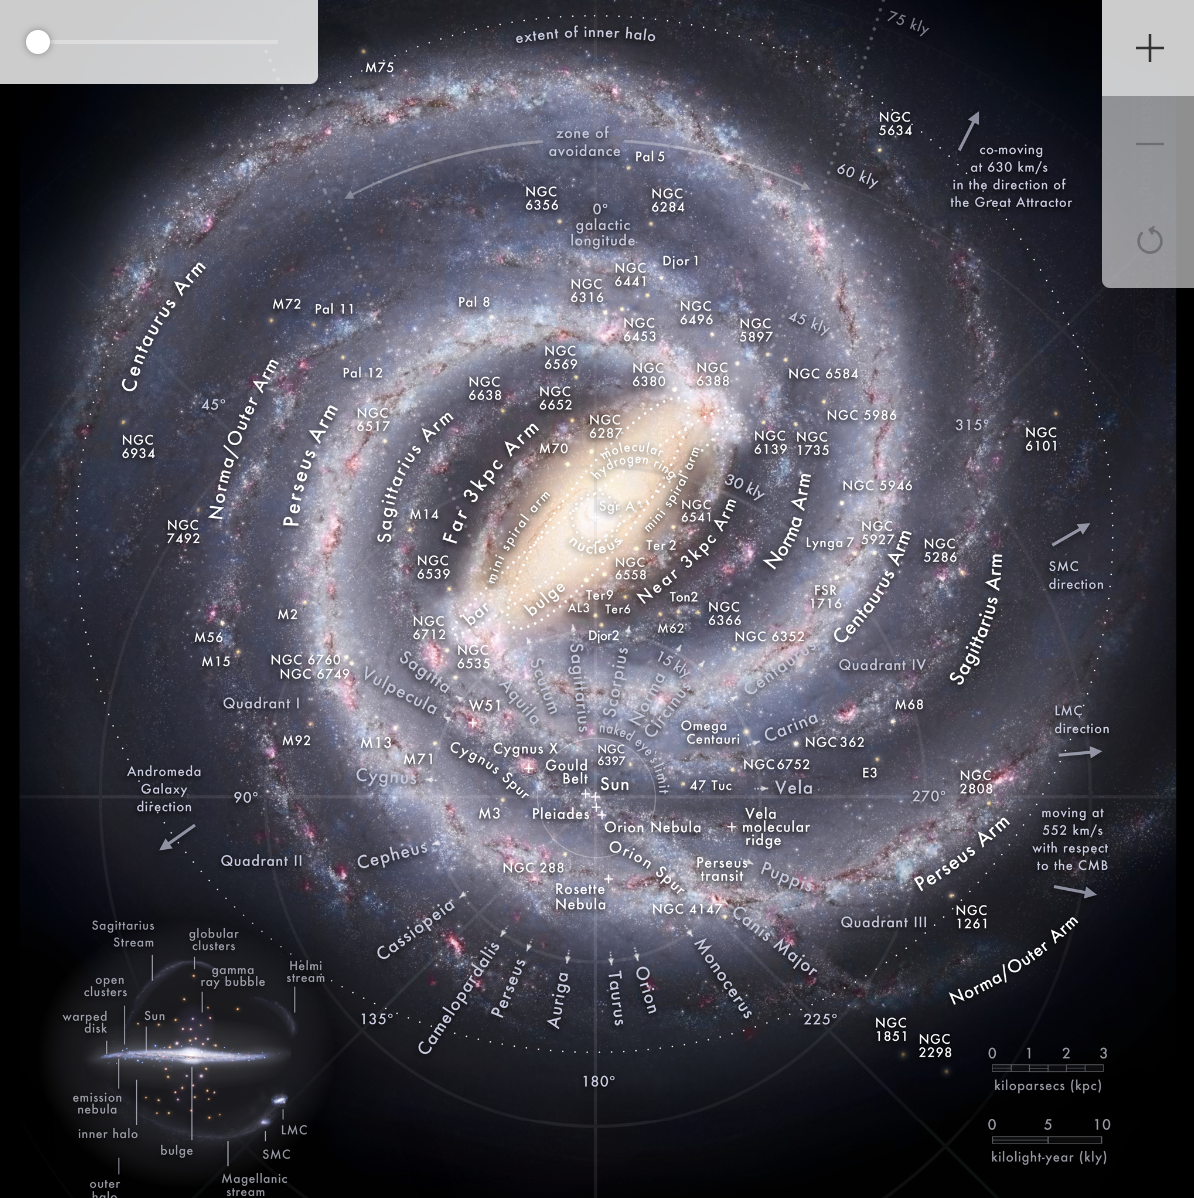 75 kly
extent of inner halo
M75
NGC
5634
zone of
avoidance
Pal 5
co-moving
at 630 km/s
in the direction of
the Great Attractor
60 kly
NGC
6356
NGC
6284
0°
galactic
longitude
Djor 1
NGC
6441
NGC
6316
Centaurus Arm
M72
Pal 11
Pal 8
NGC
6496
NGC
6453
45 kly
NGC
5897
NGC
6569
Pal 12
NGC
6638
NGC
6652
NGC
6380
NGC
6388
NGC 6584
45°
Norma/Outer Arm
Perseus Arm
NGC
6517
Sagittarius Arm
Far 3kpc Arm
NGC
6287
NGC 5986
315°
NGC
6934
M70
molecular
hydrogen ring
NGC
6139
NGC
1735
NGC
6101
mini spiral arm
mini spiral arm
30 kly
NGC 5946
Sgr A*
M14
NGC
6541
Norma Arm
NGC
7492
nucleus
Ter 2
Near 3kpc Arm
Lynga 7
NGC
5927
NGC
5286
SMC
direction
NGC
6539
NGC
6558
Centaurus Arm
Sagittarius Arm
bulge
bar
Ter9
AL3
Ter6
Ton2
FSR
1716
M2
NGC
6712
Djor2
M62
NGC
6366
NGC 6352
M56
M15
NGC
6535
NGC 6760
NGC 6749
Sagitta
Vulpecula
Aquila
Scutum
Sagittarius
Scorpius
Norma
Circinus
15 kly
Centaurus
Quadrant IV
Quadrant I
W51
M68
LMC
direction
M92
M13
M71
Cygnus X
Cygnus Spur
Gould
Belt
NGC
6397
naked eye limit
Omega
Centauri
Carina
NGC 362
NGC6752
E3
Andromeda
Galaxy
direction
Cygnus
Sun
47 Tuc
Vela
NGC
2808
90°
270°
M3
Pleiades
Orion Nebula
Vela
molecular
ridge
moving at
552 km/s
with respect
to the CMB
Perseus Arm
Quadrant II
Cepheus
NGC 288
Orion Spur
Perseus
transit
Puppis
Rosette
Nebula
NGC 4147
Canis Major
Quadrant III
NGC
1261
Norma/Outer Arm
Cassiopeia
Camelopardalis
Perseus
Auriga
Taurus
Orion
Monocerus
135°
225°
180°
NGC
1851
NGC
2298
Sagittarius
Stream
globular
clusters
open
clusters
gamma
ray bubble
Helmi
stream
warped
disk
Sun
emission
nebula
inner halo
bulge
LMC
SMC
outer
halo
Magellanic
stream
0 1 2 3
kiloparsecs (kpc)
0 5 10
kilolight-year (kly)